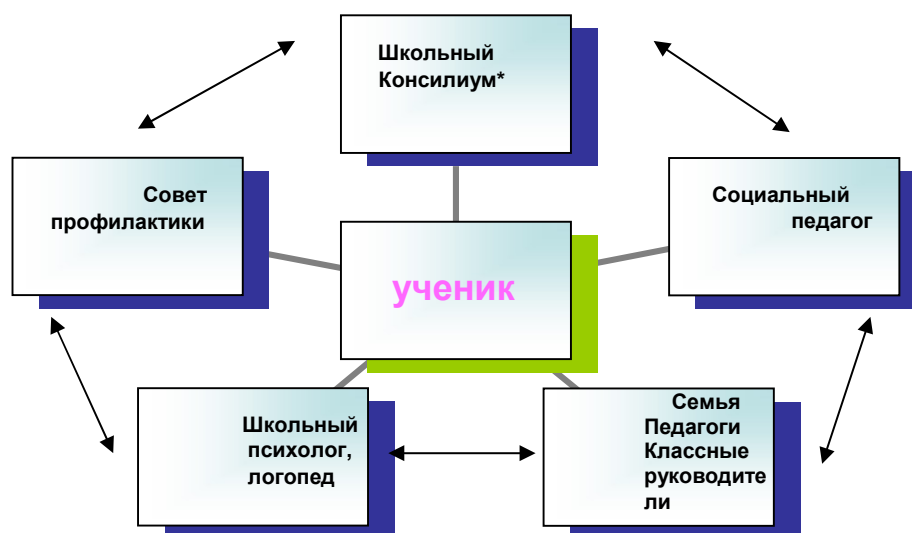 Школьный
Консилиум*
Совет
профилактики
Социальный
педагог
ученик
Школьный
психолог,
логопед
Семья
Педагоги
Классные
руководите
ли